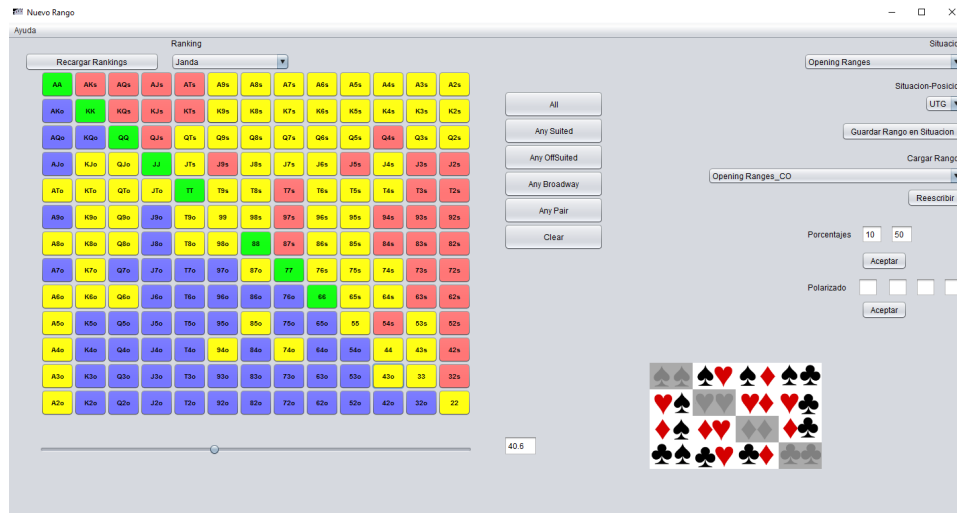 Nuevo Rango
Ayuda
Ranking
Situacio
Recargar Rankings
Janda
Opening Ranges
AA AKs AQs AJs ATs A9s A8s A7s A6s A5s A4s A3s A2s
Situacion-Posicio
UTG
AKo KK KQs KJs KTs K9s K8s K7s K6s K5s K4s K3s K2s
All
AQo KQo QQ QJs QTs Q9s Q8s Q7s Q6s Q5s Q4s Q3s Q2s
Any Suited
Guardar Rango en Situacion
AJo KJo QJo JJ JTs J9s J8s J7s J6s J5s J4s J3s J2s
Any OffSuited
Cargar Rango
Opening Ranges_CO
ATo KTo QTo JTo TT T9s T8s T7s T6s T5s T4s T3s T2s
Any Broadway
Reescribir
A9o K9o Q9o J9o T9o 99 98s 97s 96s 95s 94s 93s 92s
Any Pair
A8o K8o Q8o J8o T8o 98o 88 87s 86s 85s 84s 83s 82s
Clear
Porcentajes 10 50
A7o K7o Q7o J7o T7o 97o 87o 77 76s 75s 74s 73s 72s
Aceptar
A6o K6o Q6o J6o T6o 96o 86o 76o 66 65s 64s 63s 62s
Polarizado
A5o K5o Q5o J5o T5o 95o 85o 75o 65o 55 54s 53s 52s
Aceptar
A4o K4o Q4o J4o T4o 94o 84o 74o 64o 54o 44 43s 42s
A3o K3o Q3o J3o T3o 93o 83o 73o 63o 53o 43o 33 32s
A2o K2o Q2o J2o T2o 92o 82o 72o 62o 52o 42o 32o 22
40.6